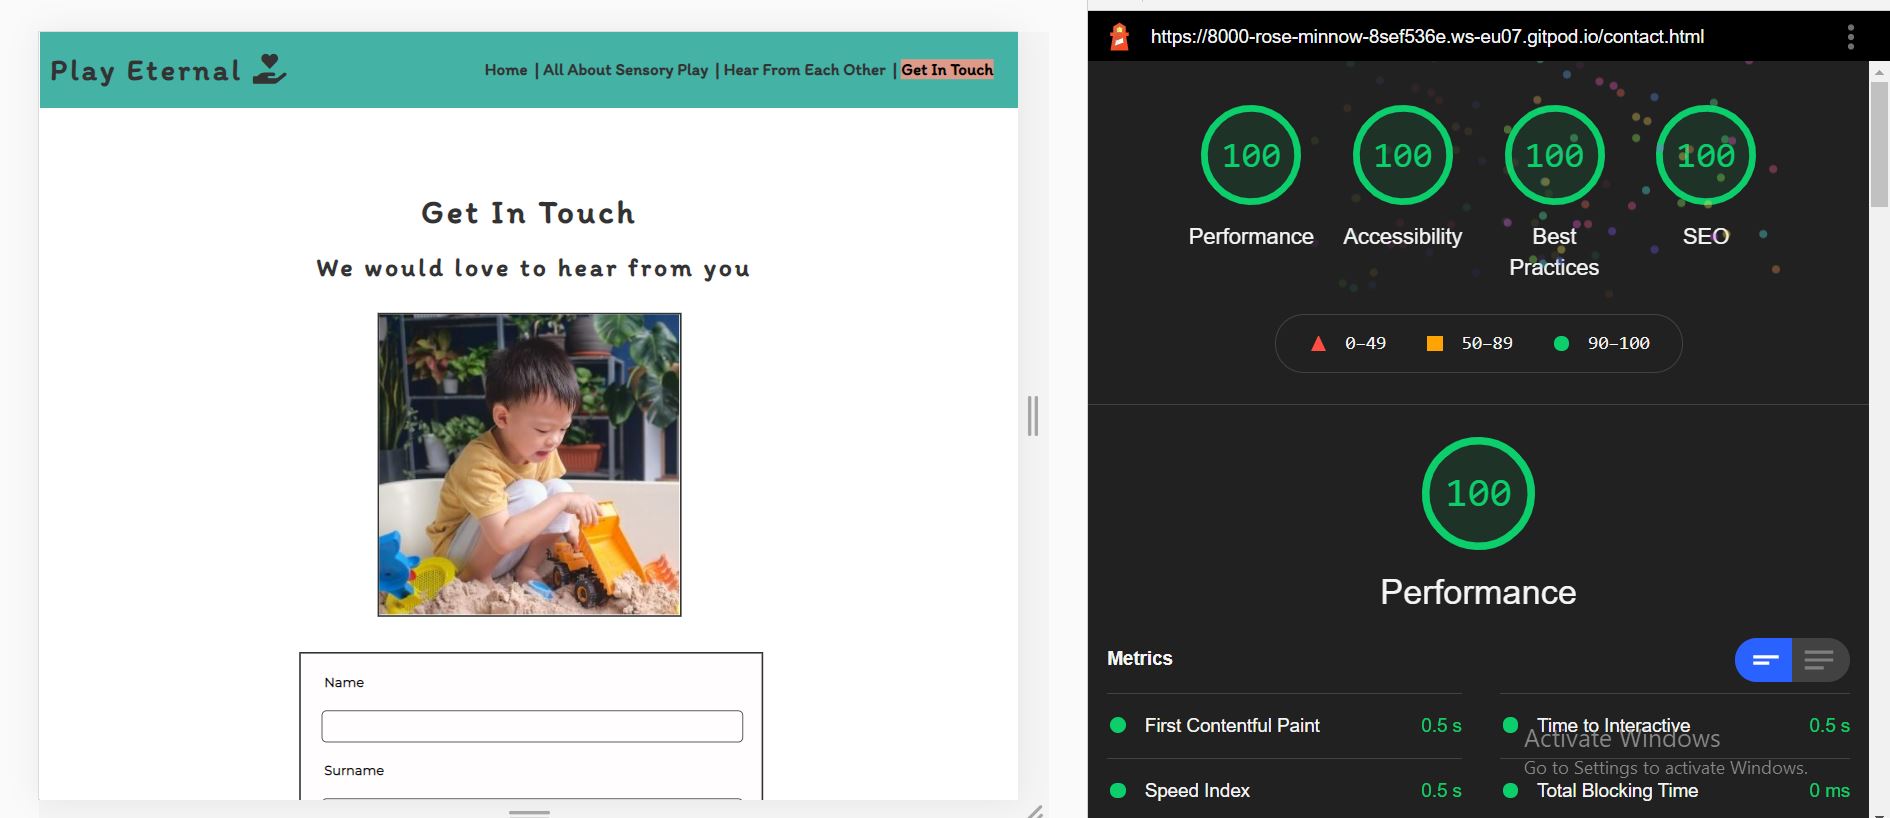 Play Eternal
Home | All About Sensory Play | Hear From Each Other | Get In Touch
Get In Touch
We would love to hear from you
Name
Surname
https://8000-rose-minnow-8sef536e.ws-eu07.gitpod.io/contact.html
100 100 100 100
Performance Accessibility Best Practices SEO
0–49 50–89 90–100
100
Performance
Metrics
First Contentful Paint 0.5 s
Time to Interactive 0.5 s
Speed Index 0.5 s
Total Blocking Time 0 ms
Activate Windows
Go to Settings to activate Windows.